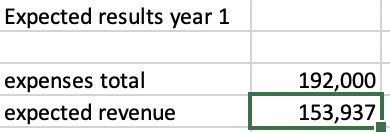 Expected results year 1
expenses total 192,000
expected revenue 153,937